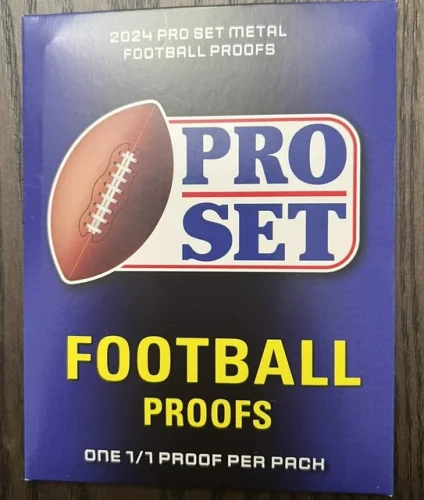 2024 PRO SET METAL
FOOTBALL PROOFS
PRO
SET
FOOTBALL
PROOFS
ONE 1/1 PROOF PER PACK